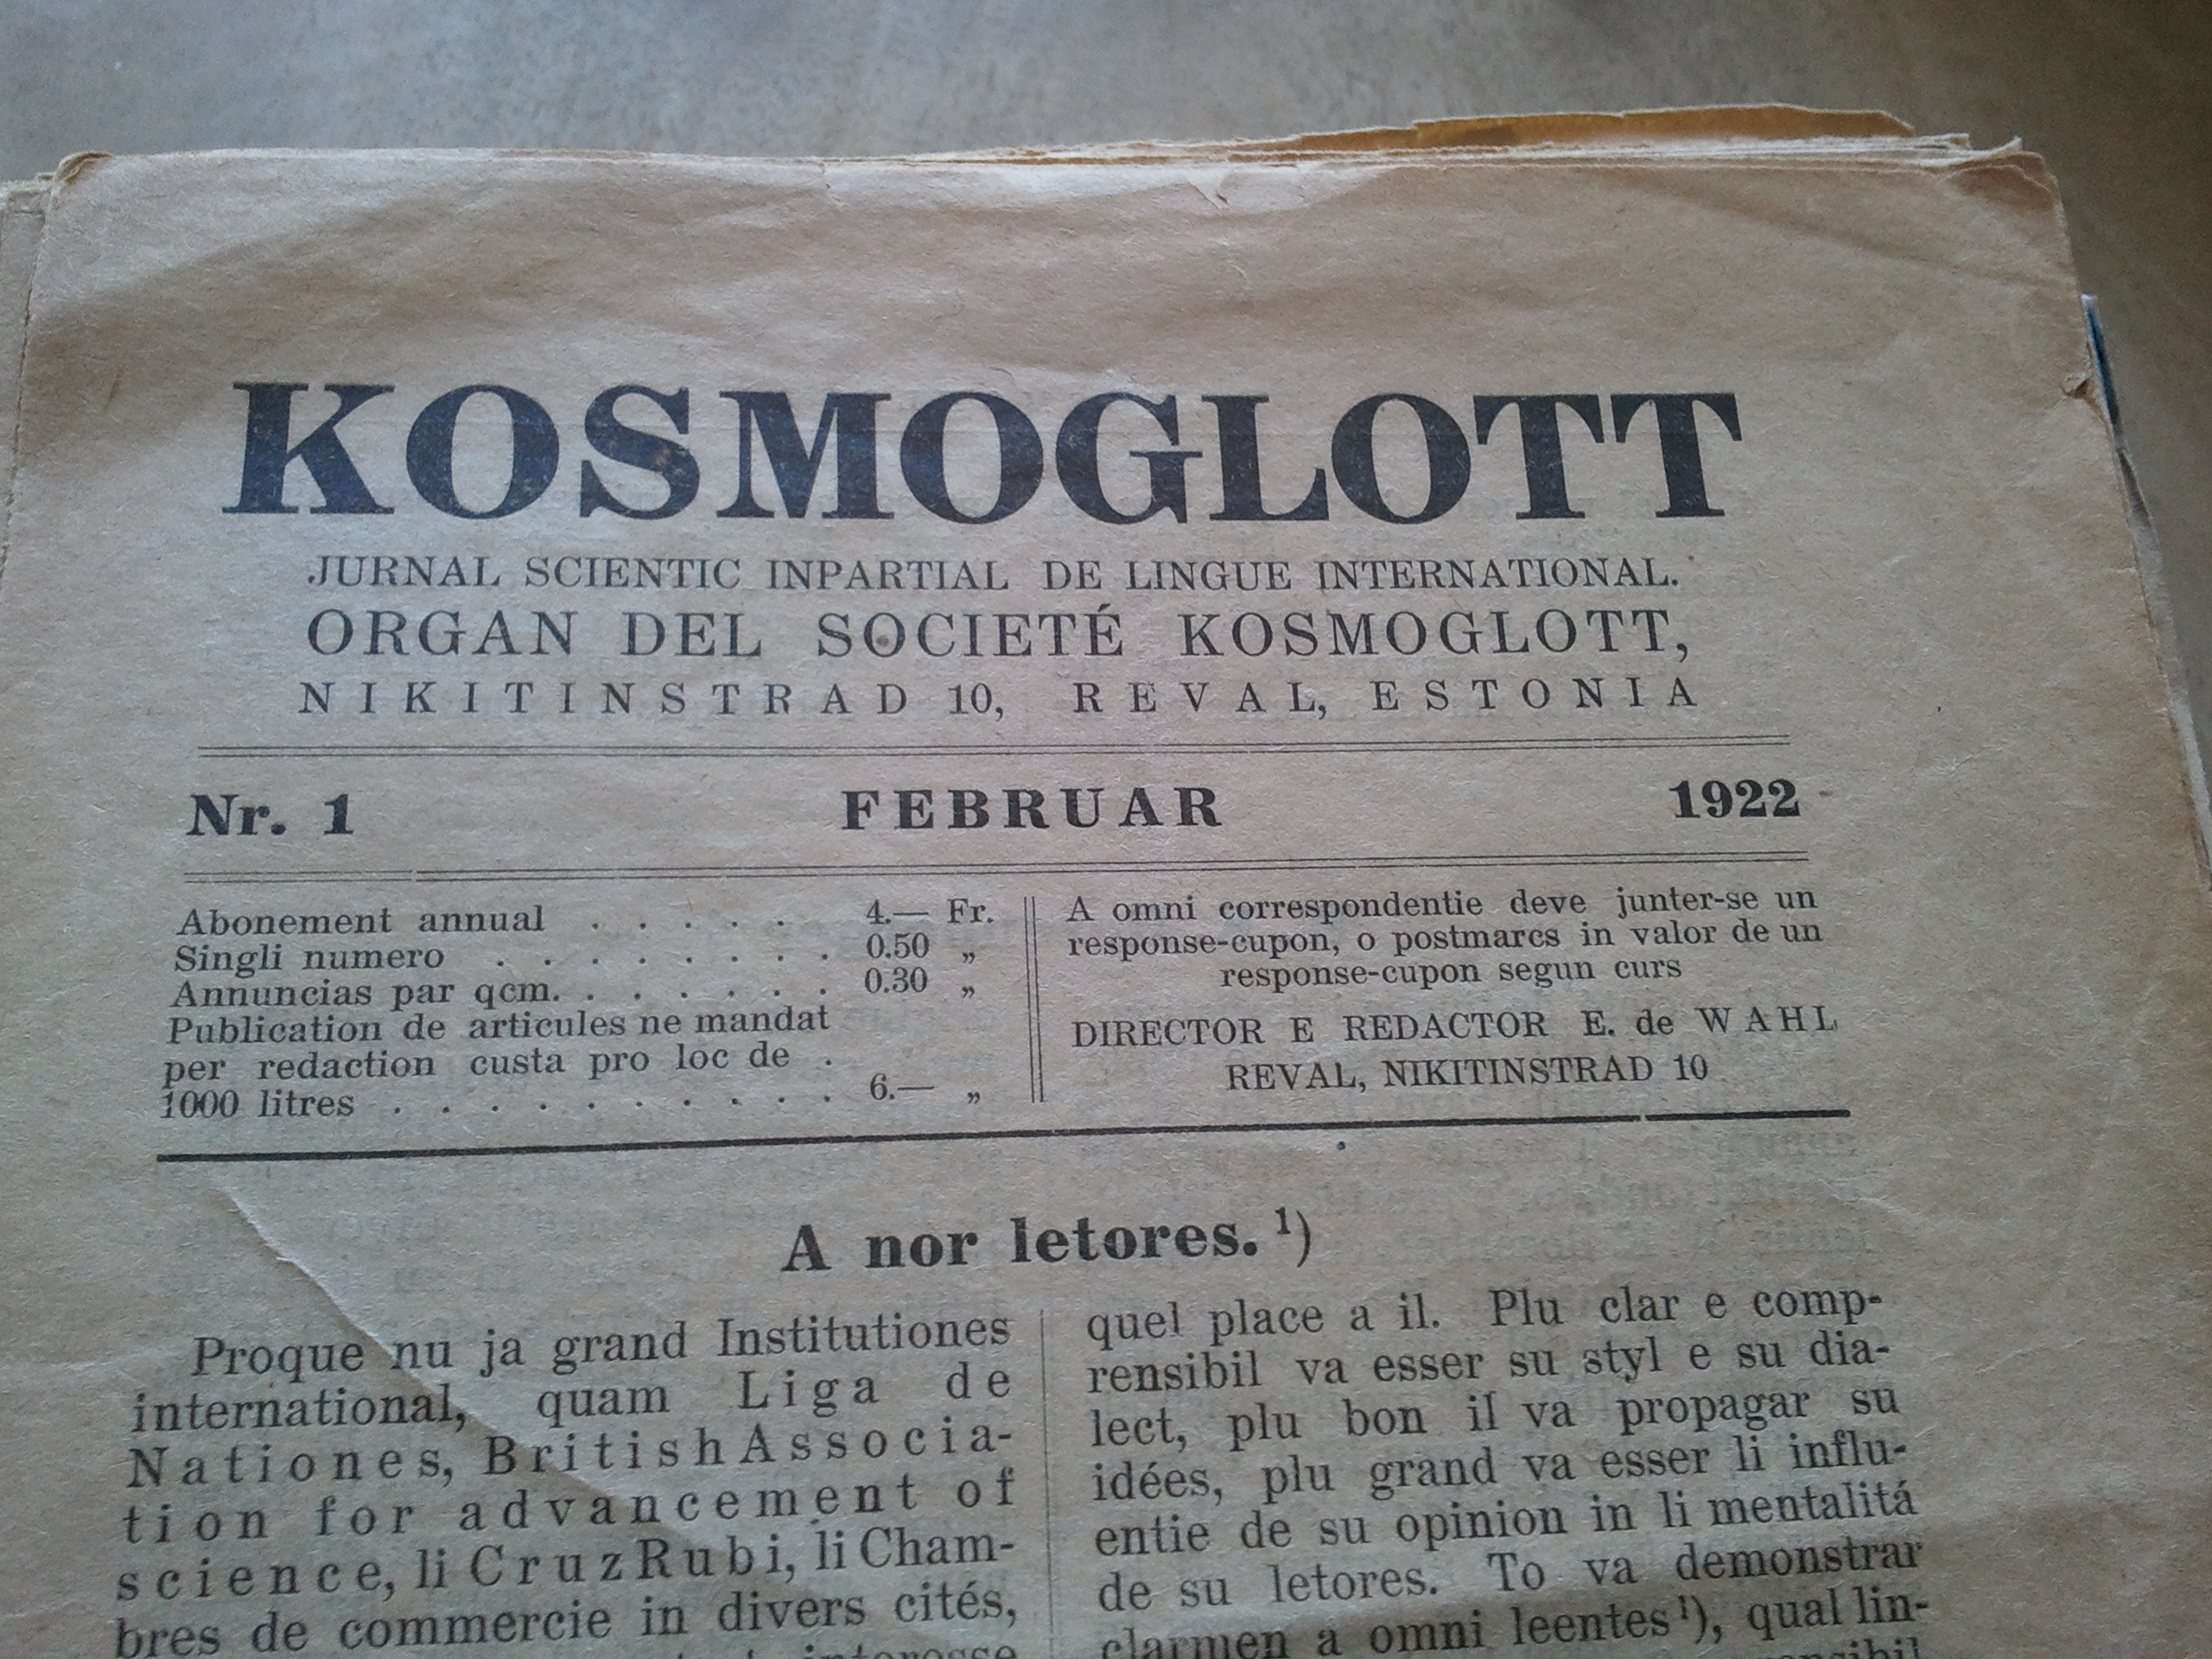 KOSMOGLOTT
JURNAL SCIENTIC INPARTIAL DE LINGUE INTERNATIONAL.
ORGAN DEL SOCIETÉ KOSMOGLOTT,
NIKITINSTRAD 10, REVAL, ESTONIA
Nr. 1 FEBRUAR 1922
Abonement annual . . . . . 4.— Fr.
Singli numero . . . . . . . . 0.50 „
Annuncias par qcm. . . . . . . 0.30 „
Publication de articules ne mandat
per redaction custa pro loc de .
1000 litres . . . . . . . . . . 6.— „
A omni correspondentie deve junter-se un
response-cupon, o postmarcs in valor de un
response-cupon segun curs
DIRECTOR E REDACTOR E. de WAHL
REVAL, NIKITINSTRAD 10
A nor letores. ¹)
Proque nu ja grand Institutiones
international, quam Liga de
Nationes, British Associa-
tion for advancement of
science, li Cruz Rubi, li Cham-
bres de commercie in divers cités,
interesse
quel place a il. Plu clar e comp-
rensibil va esser su styl e su dia-
lect, plu bon il va propagar su
idées, plu grand va esser li influ-
entie de su opinion in li mentalitá
de su letores. To va demonstrar
clarmen a omni leentes¹), qual lin-